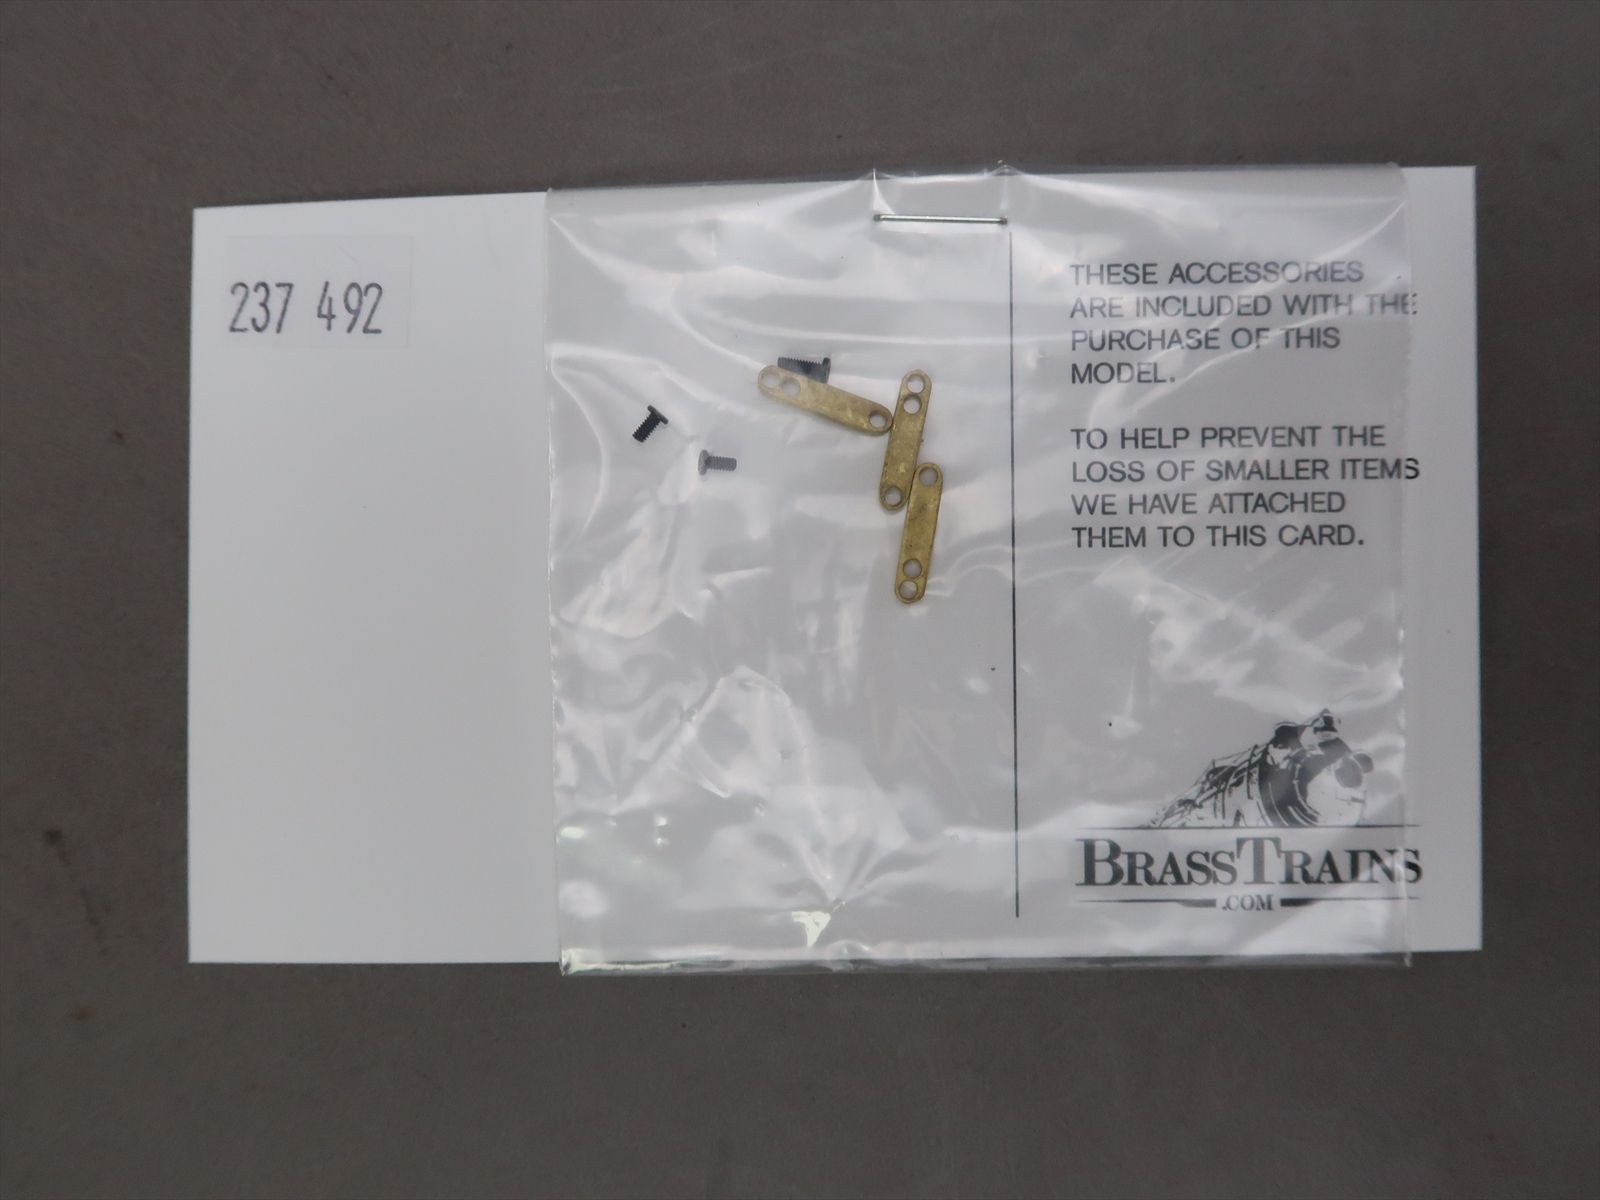 237 492
THESE ACCESSORIES
ARE INCLUDED WITH THE
PURCHASE OF THIS
MODEL.
TO HELP PREVENT THE
LOSS OF SMALLER ITEMS
WE HAVE ATTACHED
THEM TO THIS CARD.
BRASSTRAINS
.COM